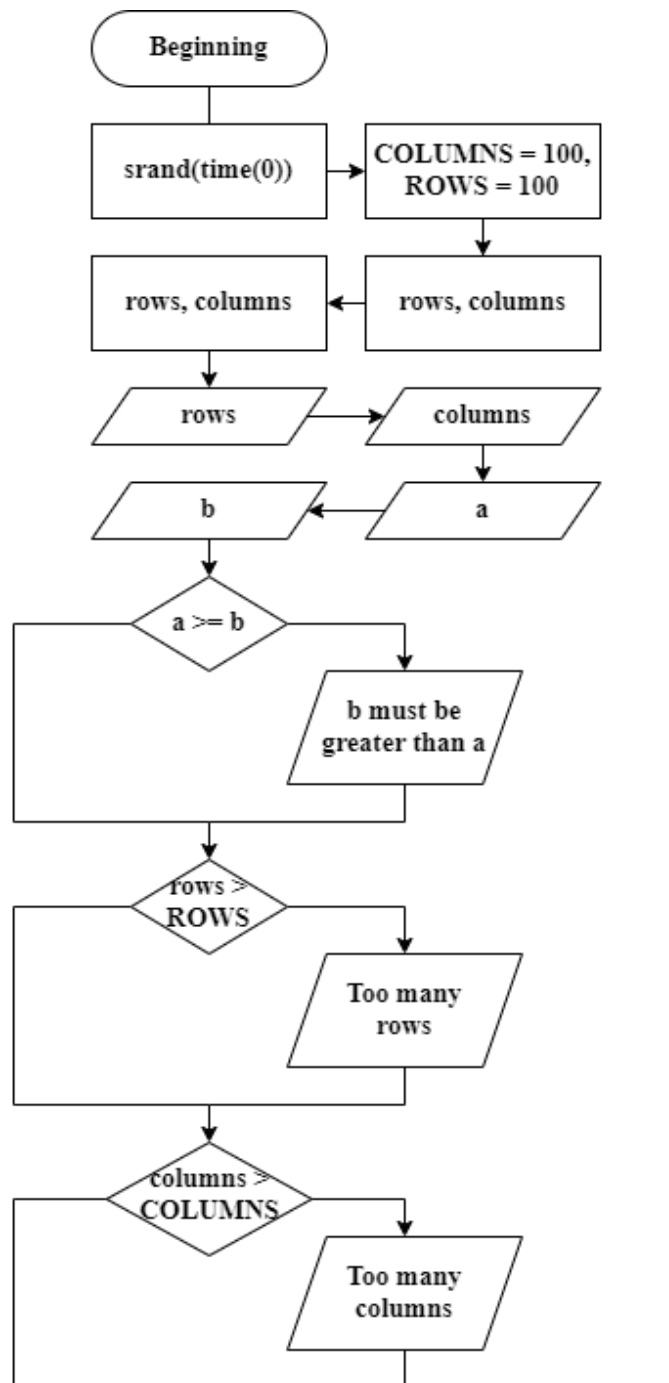 Beginning
srand(time(0))
COLUMNS = 100,
ROWS = 100
rows, columns
rows, columns
rows
columns
b
a
a >= b
b must be
greater than a
rows >
ROWS
Too many
rows
columns >
COLUMNS
Too many
columns